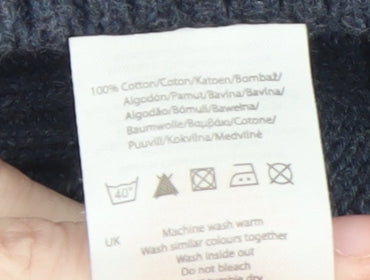 100% Cotton/Coton/Katoen/Bombaž/
Algodón/Pamut/Bavlna/Bavlna/
Algodão/Bómull/Bawełna/
Baumwolle/Βαμβάκι/Cotone/
Puuvill/Kokvilna/Medvilnė
40°
UK
Machine wash warm
Wash similar colours together
Wash inside out
Do not bleach
dry